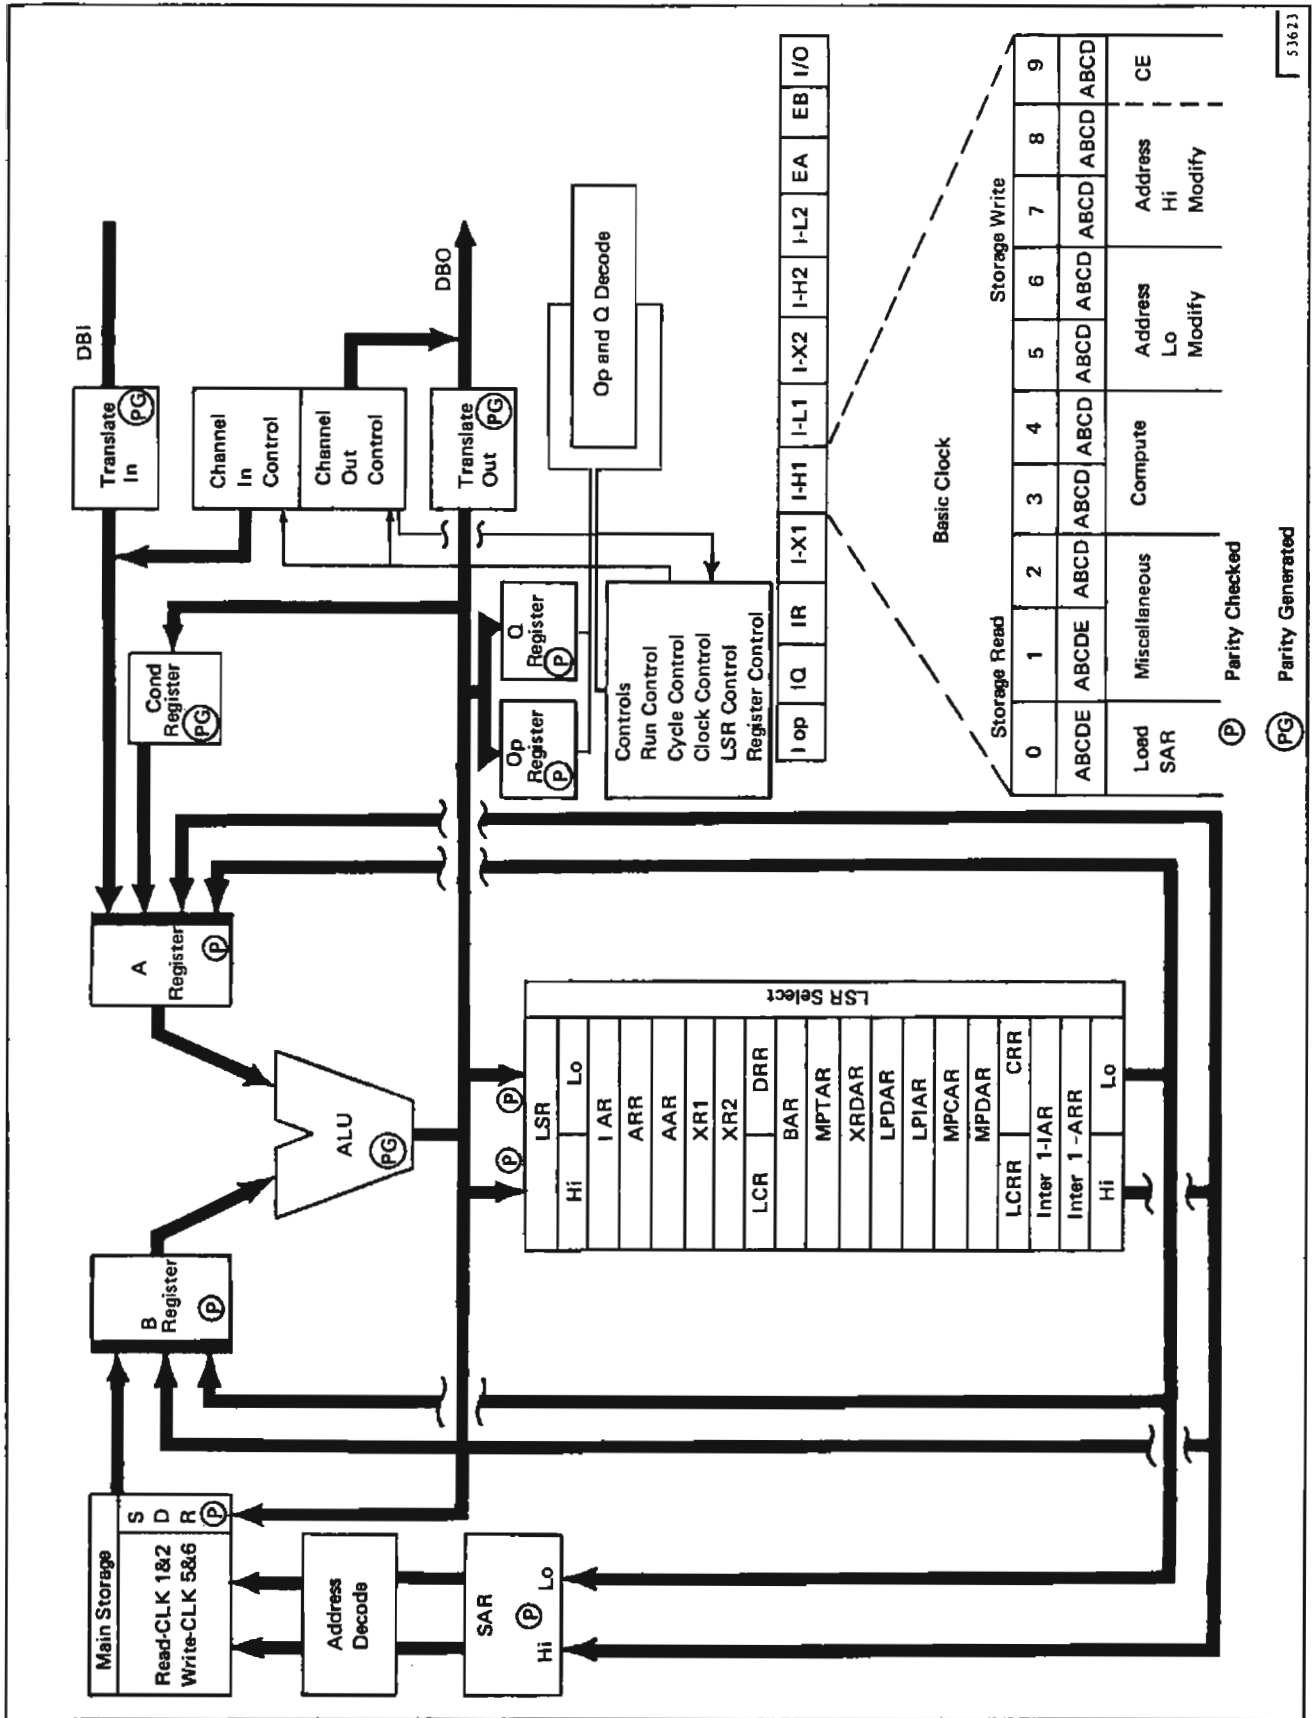 Main Storage
Read-CLK 1&2
Write-CLK 5&6
S
D
R
P
Address
Decode
SAR
P
Hi
Lo
B
Register
P
ALU
PG
A
Register
P
Cond
Register
PG
Translate
In
PG
DBI
Channel
In
Control
Channel
Out
Control
Translate
Out
PG
DBO
Op
Register
P
Q
Register
P
Op and Q Decode
Controls
Run Control
Cycle Control
Clock Control
LSR Control
Register Control
P
P
LSR
Hi Lo
I AR
ARR
AAR
XR1
XR2
LCR DRR
BAR
MPTAR
XRDAR
LPDAR
LPIAR
MPCAR
MPDAR
LCRR CRR
Inter 1-IAR
Inter 1 -ARR
Hi Lo
LSR Select
I op IQ IR I-X1 I-H1 I-L1 I-X2 I-H2 I-L2 EA EB I/O
Basic Clock
Storage Read Storage Write
0 1 2 3 4 5 6 7 8 9
ABCDE ABCDE ABCD ABCD ABCD ABCD ABCD ABCD ABCD ABCD
Load
SAR
Miscellaneous
Compute
Address
Lo
Modify
Address
Hi
Modify
CE
P Parity Checked
PG Parity Generated
53623